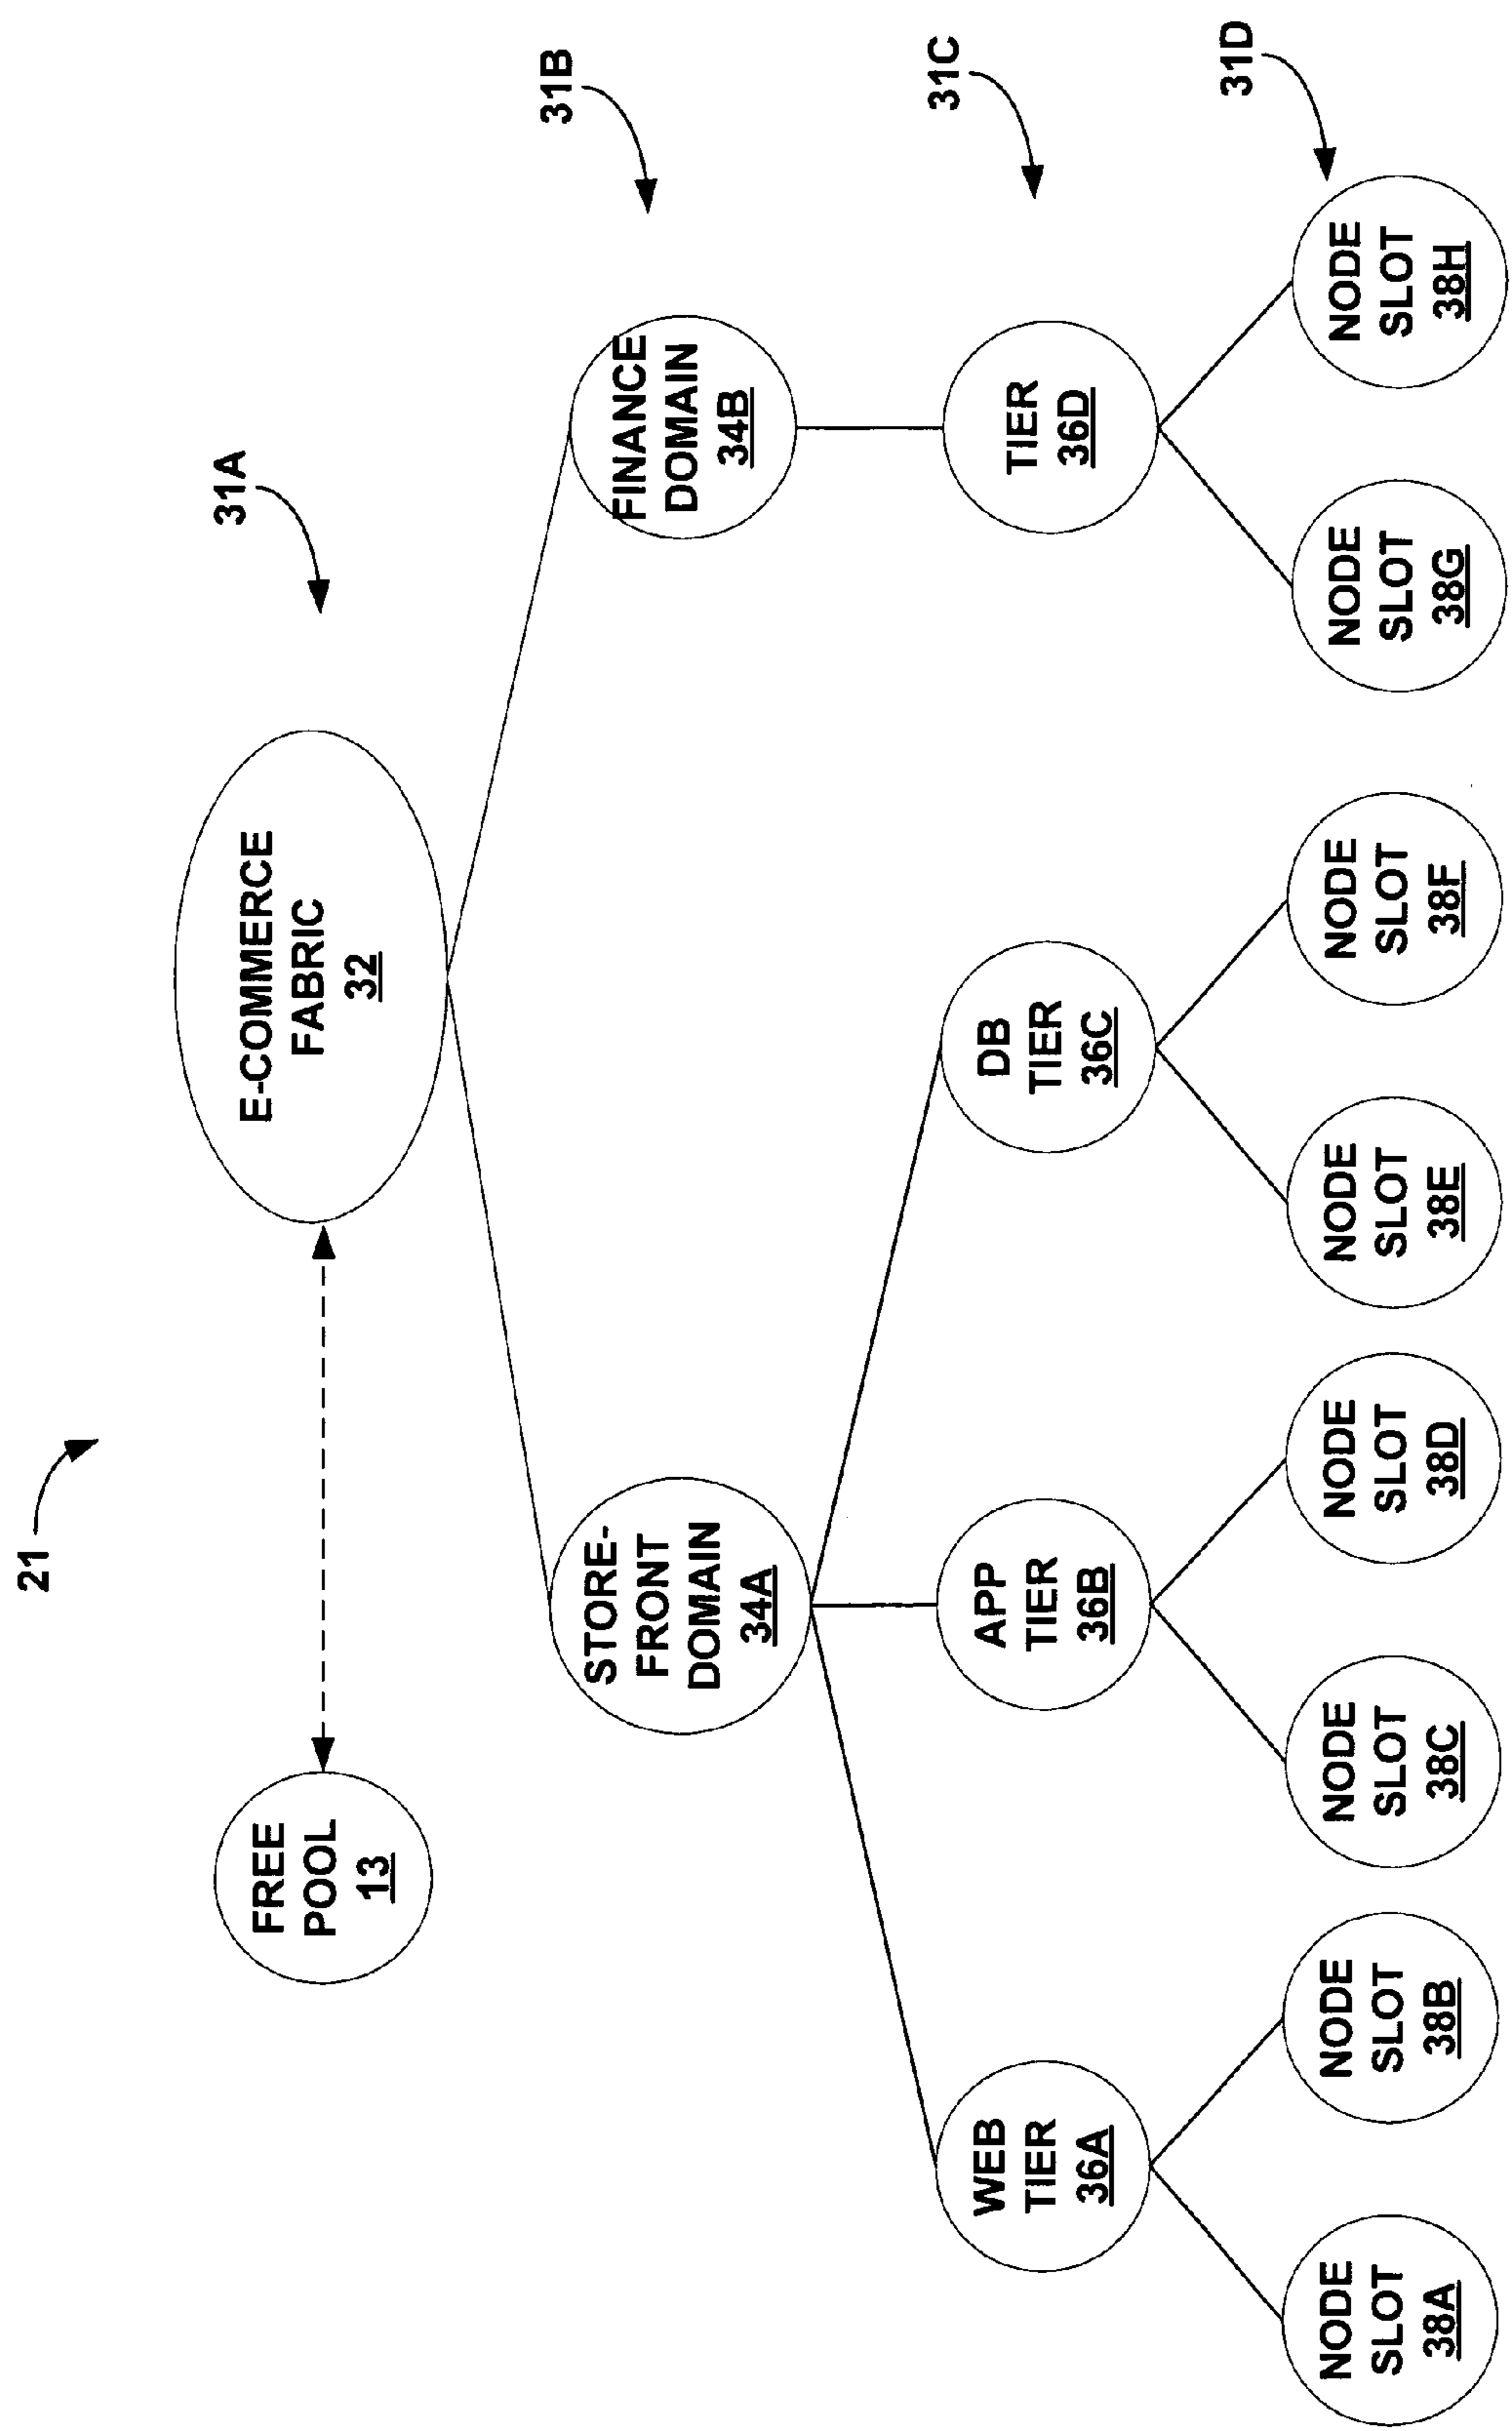 21
31A
31B
31C
31D
FREE
POOL
13
E-COMMERCE
FABRIC
32
STORE-
FRONT
DOMAIN
34A
FINANCE
DOMAIN
34B
WEB
TIER
36A
APP
TIER
36B
DB
TIER
36C
TIER
36D
NODE
SLOT
38A
NODE
SLOT
38B
NODE
SLOT
38C
NODE
SLOT
38D
NODE
SLOT
38E
NODE
SLOT
38F
NODE
SLOT
38G
NODE
SLOT
38H